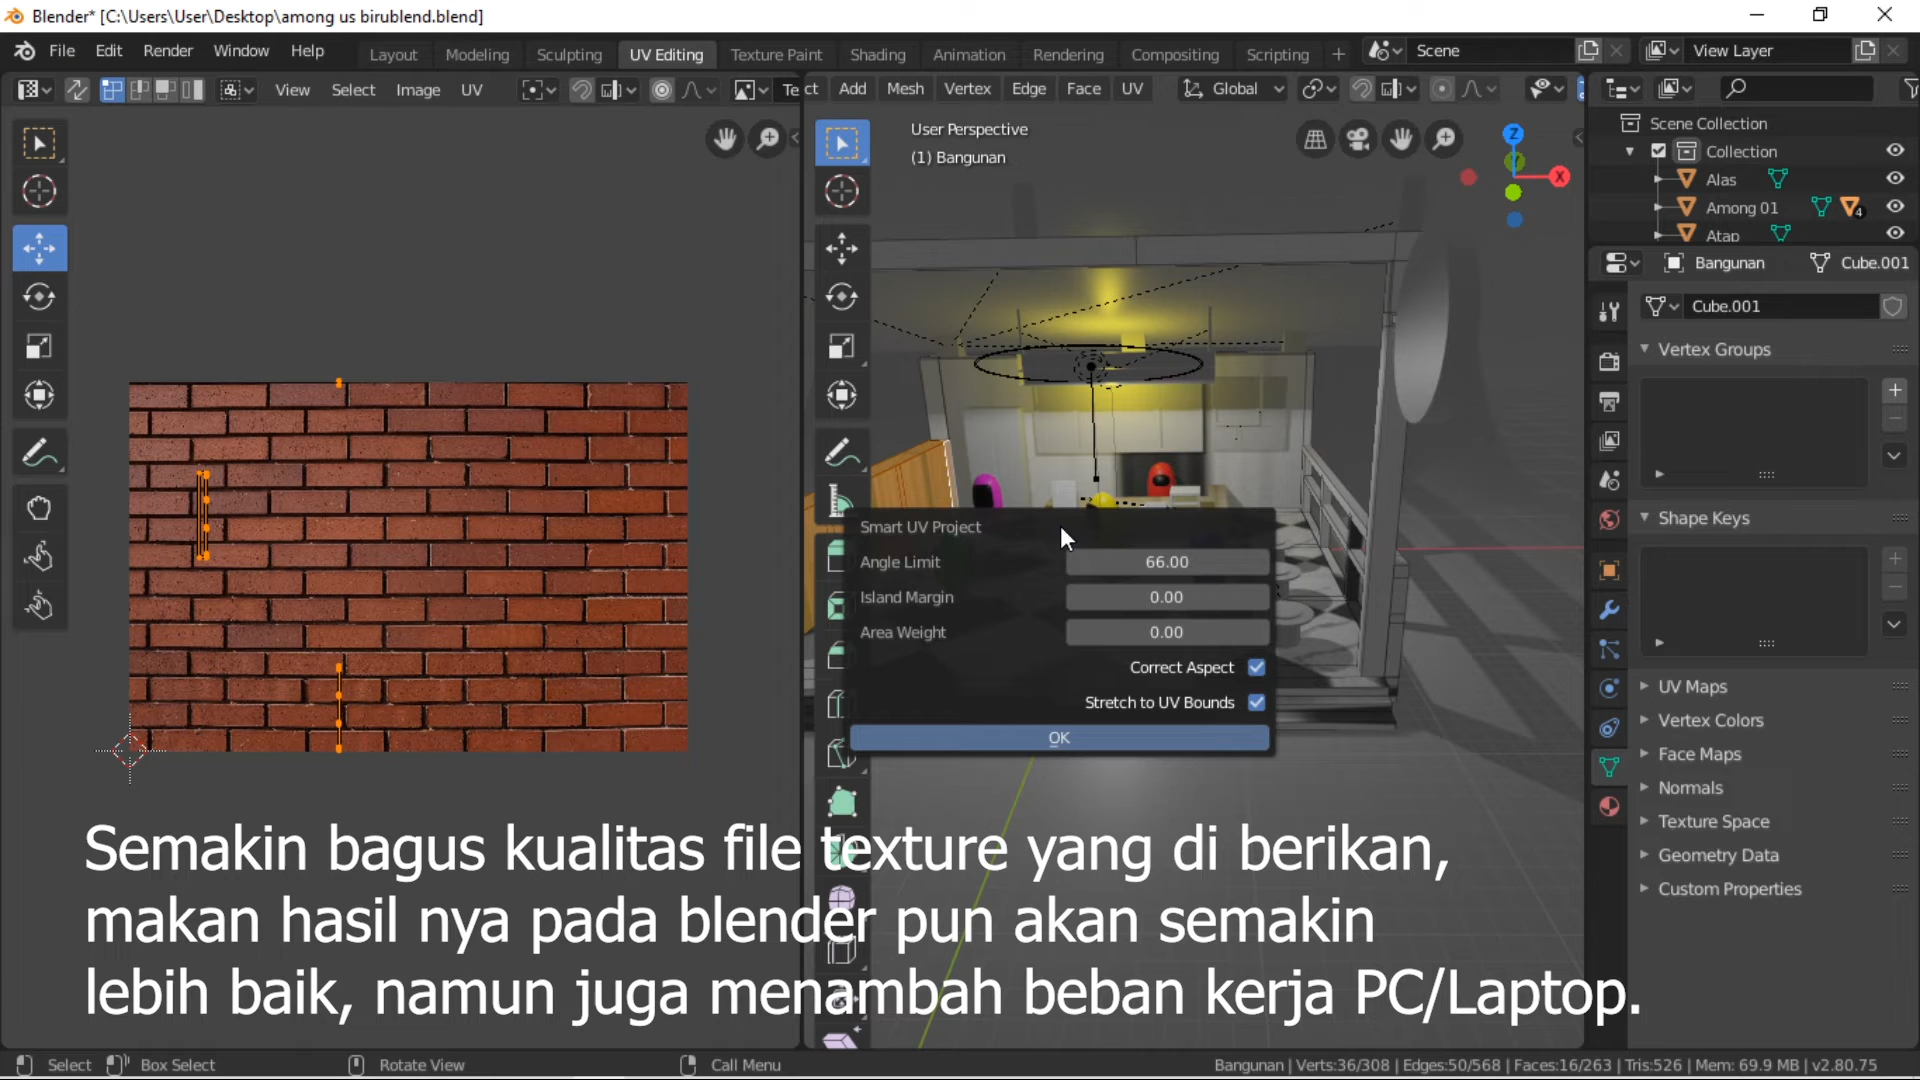 Blender* [C:\Users\User\Desktop\among us birublend.blend]
File Edit Render Window Help
Layout Modeling Sculpting UV Editing Texture Paint Shading Animation Rendering Compositing Scripting +
Scene
View Layer
View Select Image UV
Te
ct Add Mesh Vertex Edge Face UV
Global
User Perspective
(1) Bangunan
Z
X
Scene Collection
Collection
Alas
Among 01
4
Atap
Bangunan
Cube.001
Cube.001
Vertex Groups
Shape Keys
UV Maps
Vertex Colors
Face Maps
Normals
Texture Space
Geometry Data
Custom Properties
Smart UV Project
Angle Limit 66.00
Island Margin 0.00
Area Weight 0.00
Correct Aspect
Stretch to UV Bounds
OK
Semakin bagus kualitas file texture yang di berikan,
makan hasil nya pada blender pun akan semakin
lebih baik, namun juga menambah beban kerja PC/Laptop.
Select Box Select Rotate View Call Menu
Bangunan | Verts:36/308 | Edges:50/568 | Faces:16/263 | Tris:526 | Mem: 69.9 MB | v2.80.75